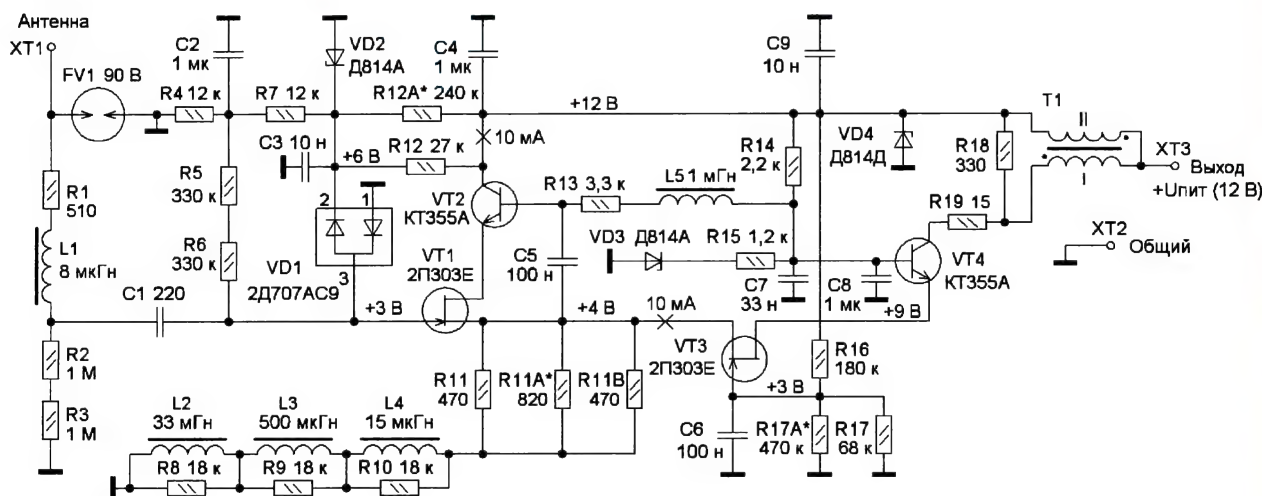 Антенна
XT1
FV1 90 В
C2
1 мк
R4 12 к
R7 12 к
VD2
Д814А
C4
1 мк
R12A* 240 к
+12 В
C9
10 н
T1
II
I
XT3
Выход
+Uпит (12 В)
XT2
Общий
C3 10 н
+6 В
R12 27 к
10 мА
R14
2,2 к
VD4
Д814Д
R18
330
R1
510
R5
330 к
R6
330 к
2
1
3
VD1
2Д707АС9
VT2
КТ355А
R13 3,3 к
L5 1 мГн
R19 15
L1
8 мкГн
VT1
2П303Е
C5
100 н
VD3 Д814А
R15 1,2 к
C7
33 н
C8
1 мк
VT4
КТ355А
C1 220
+3 В
+4 В
10 мА
+9 В
R2
1 М
R3
1 М
R11
470
R11A*
820
R11B
470
VT3
2П303Е
R16
180 к
+3 В
L2
33 мГн
L3
500 мкГн
L4
15 мкГн
R8 18 к
R9 18 к
R10 18 к
C6
100 н
R17A*
470 к
R17
68 к